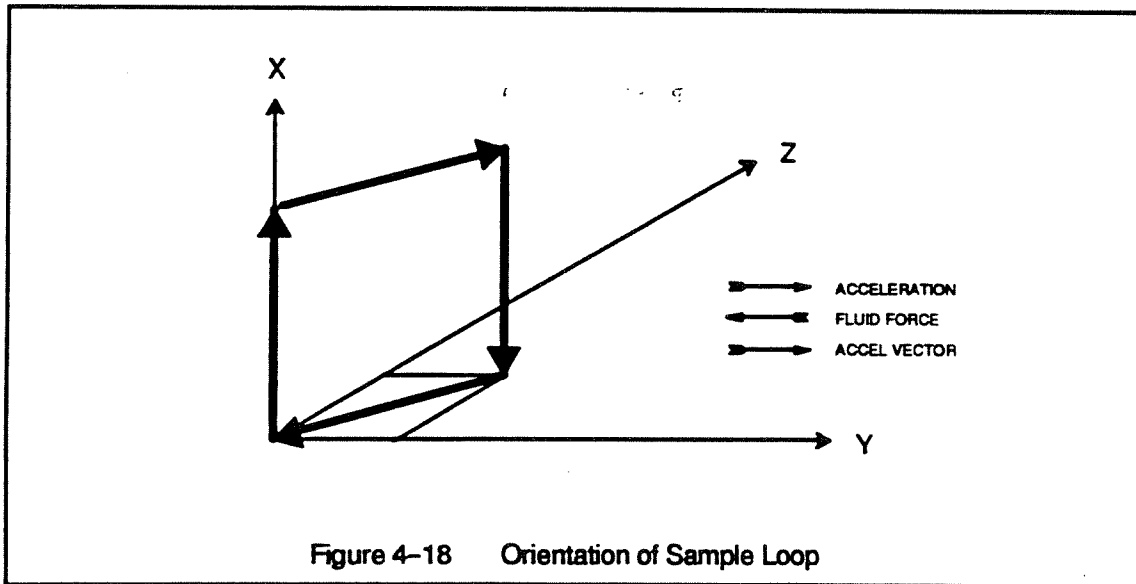 X
Z
ACCELERATION
FLUID FORCE
ACCEL VECTOR
Y
Figure 4–18 Orientation of Sample Loop